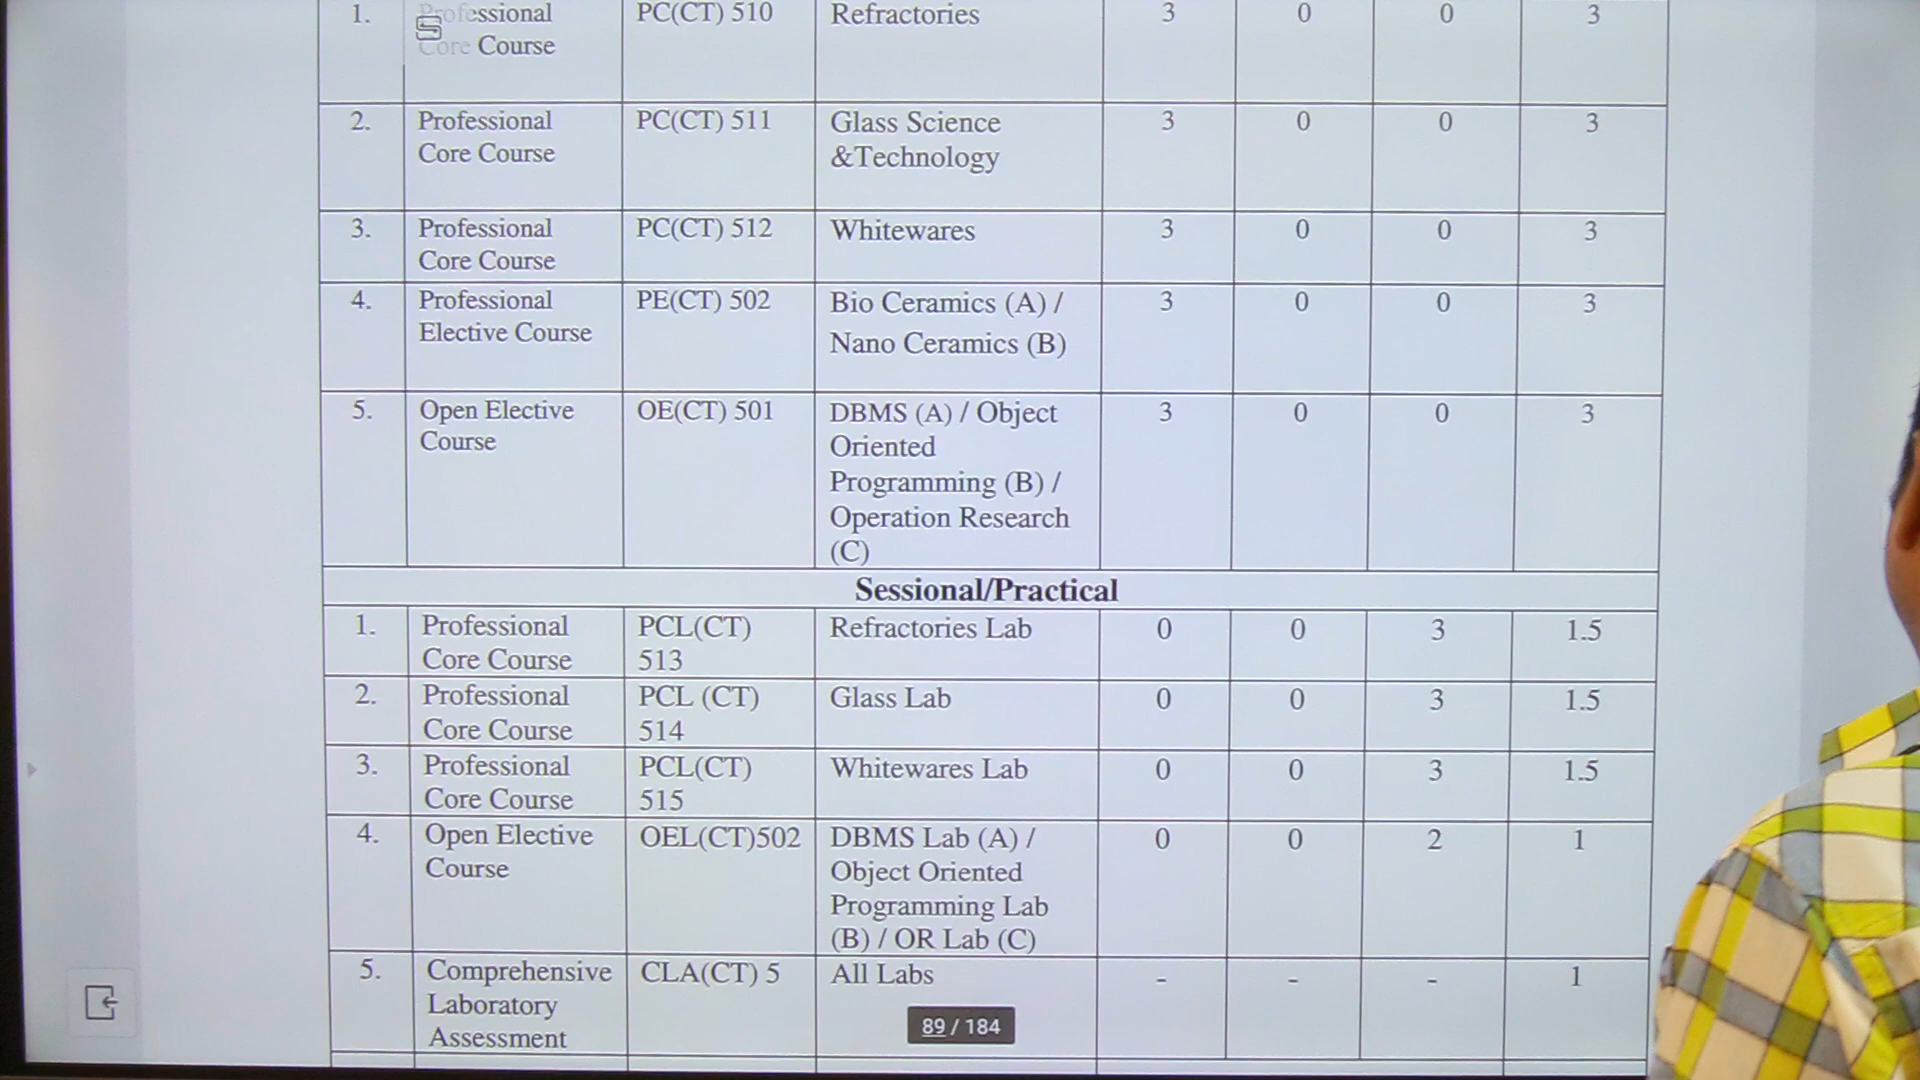 1. Professional PC(CT) 510 Refractories 3 0 0 3
Core Course
2. Professional PC(CT) 511 Glass Science 3 0 0 3
Core Course &Technology
3. Professional PC(CT) 512 Whitewares 3 0 0 3
Core Course
4. Professional PE(CT) 502 Bio Ceramics (A) / 3 0 0 3
Elective Course Nano Ceramics (B)
5. Open Elective OE(CT) 501 DBMS (A) / Object 3 0 0 3
Course Oriented
Programming (B) /
Operation Research
(C)
Sessional/Practical
1. Professional PCL(CT) Refractories Lab 0 0 3 1.5
Core Course 513
2. Professional PCL (CT) Glass Lab 0 0 3 1.5
Core Course 514
3. Professional PCL(CT) Whitewares Lab 0 0 3 1.5
Core Course 515
4. Open Elective OEL(CT)502 DBMS Lab (A) / 0 0 2 1
Course Object Oriented
Programming Lab
(B) / OR Lab (C)
5. Comprehensive CLA(CT) 5 All Labs - - - 1
Laboratory
Assessment
89 / 184